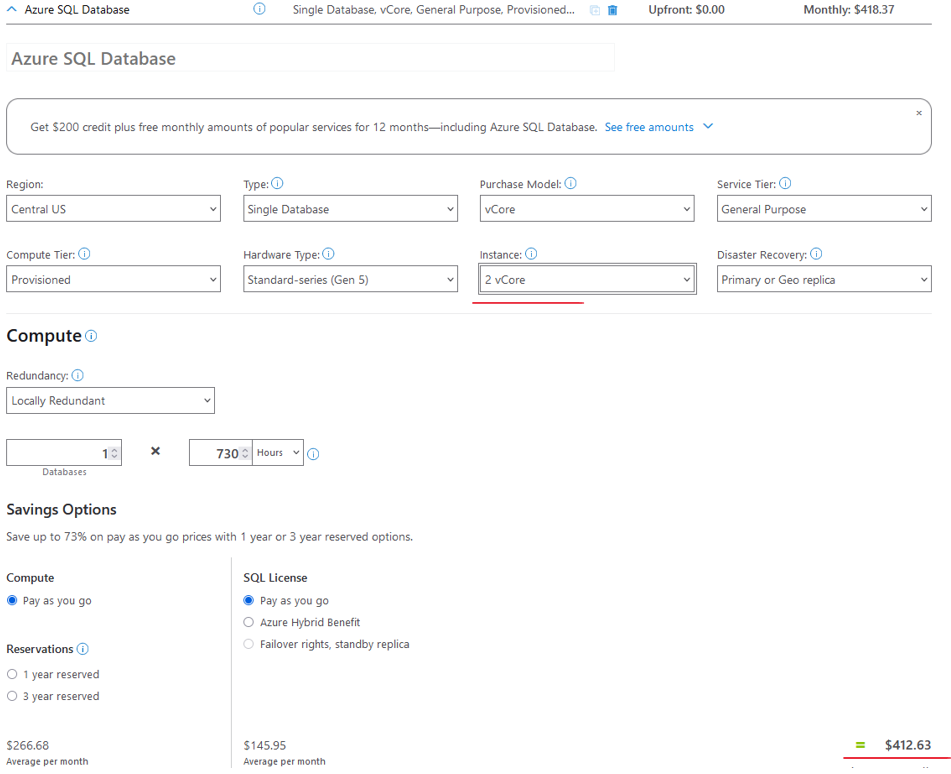 Azure SQL Database Single Database, vCore, General Purpose, Provisioned... Upfront: $0.00 Monthly: $418.37
Azure SQL Database
Get $200 credit plus free monthly amounts of popular services for 12 months—including Azure SQL Database. See free amounts
Region: Type: Purchase Model: Service Tier:
Central US Single Database vCore General Purpose
Compute Tier: Hardware Type: Instance: Disaster Recovery:
Provisioned Standard-series (Gen 5) 2 vCore Primary or Geo replica
Compute
Redundancy:
Locally Redundant
1 × 730 Hours
Databases
Savings Options
Save up to 73% on pay as you go prices with 1 year or 3 year reserved options.
Compute SQL License
Pay as you go Pay as you go
Azure Hybrid Benefit
Reservations Failover rights, standby replica
1 year reserved
3 year reserved
$266.68 $145.95 = $412.63
Average per month Average per month